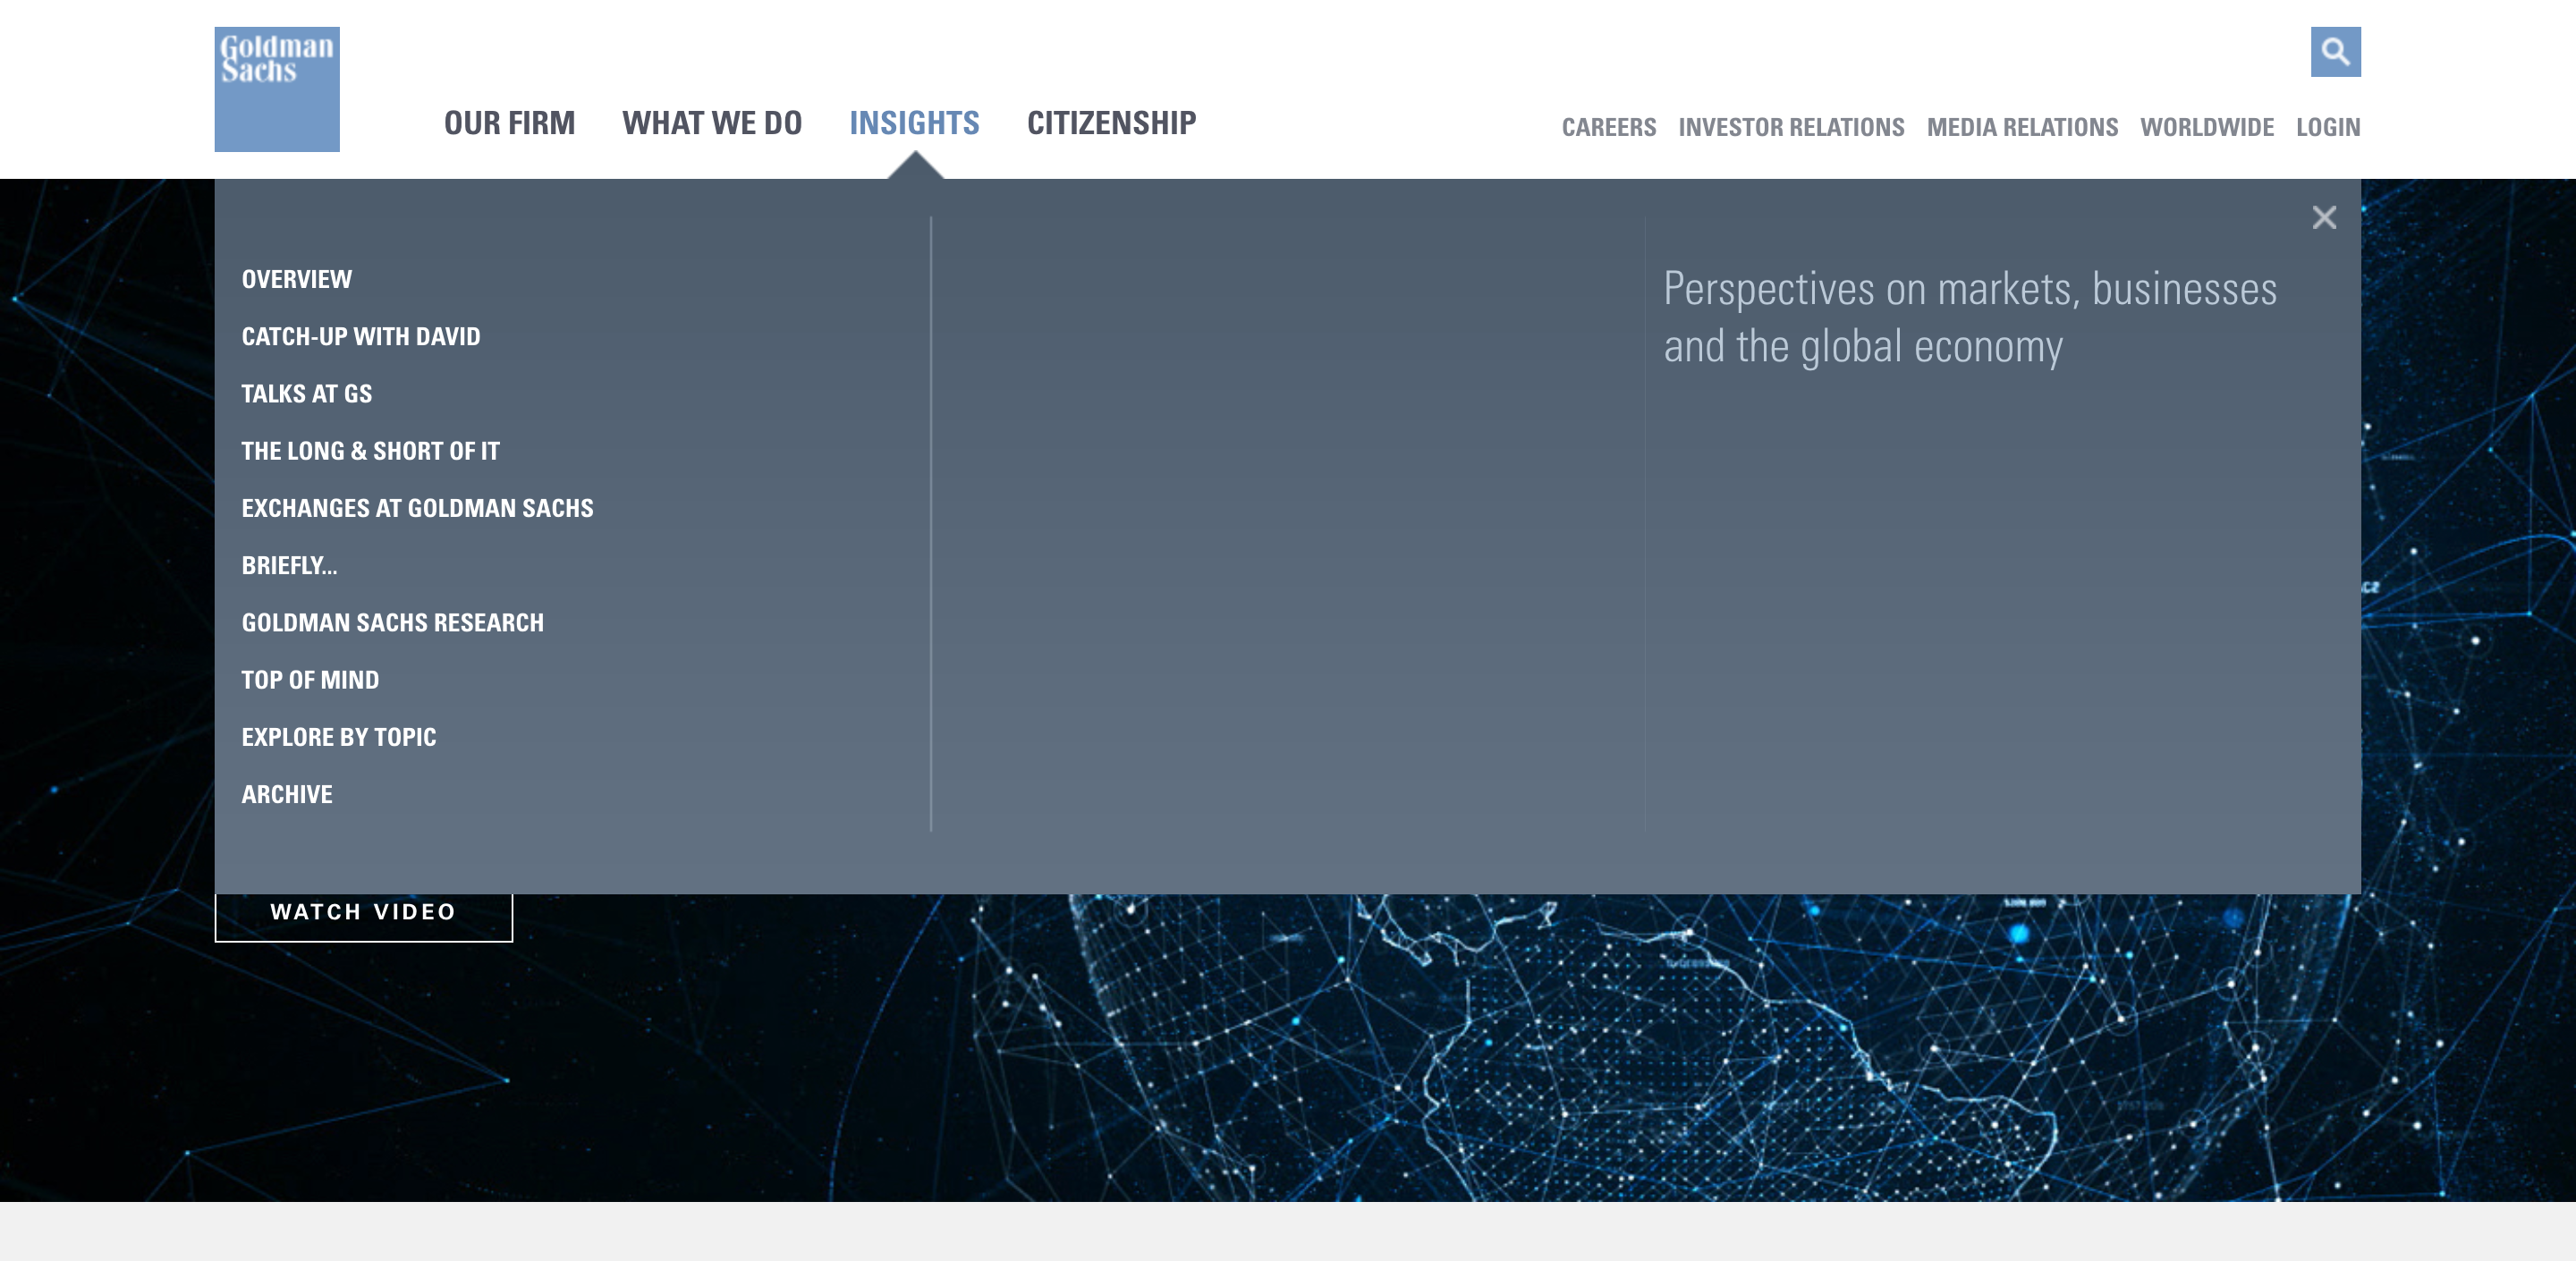 Goldman
Sachs
OUR FIRM
WHAT WE DO
INSIGHTS
CITIZENSHIP
CAREERS
INVESTOR RELATIONS
MEDIA RELATIONS
WORLDWIDE
LOGIN
OVERVIEW
CATCH-UP WITH DAVID
TALKS AT GS
THE LONG & SHORT OF IT
EXCHANGES AT GOLDMAN SACHS
BRIEFLY...
GOLDMAN SACHS RESEARCH
TOP OF MIND
EXPLORE BY TOPIC
ARCHIVE
Perspectives on markets, businesses
and the global economy
WATCH VIDEO